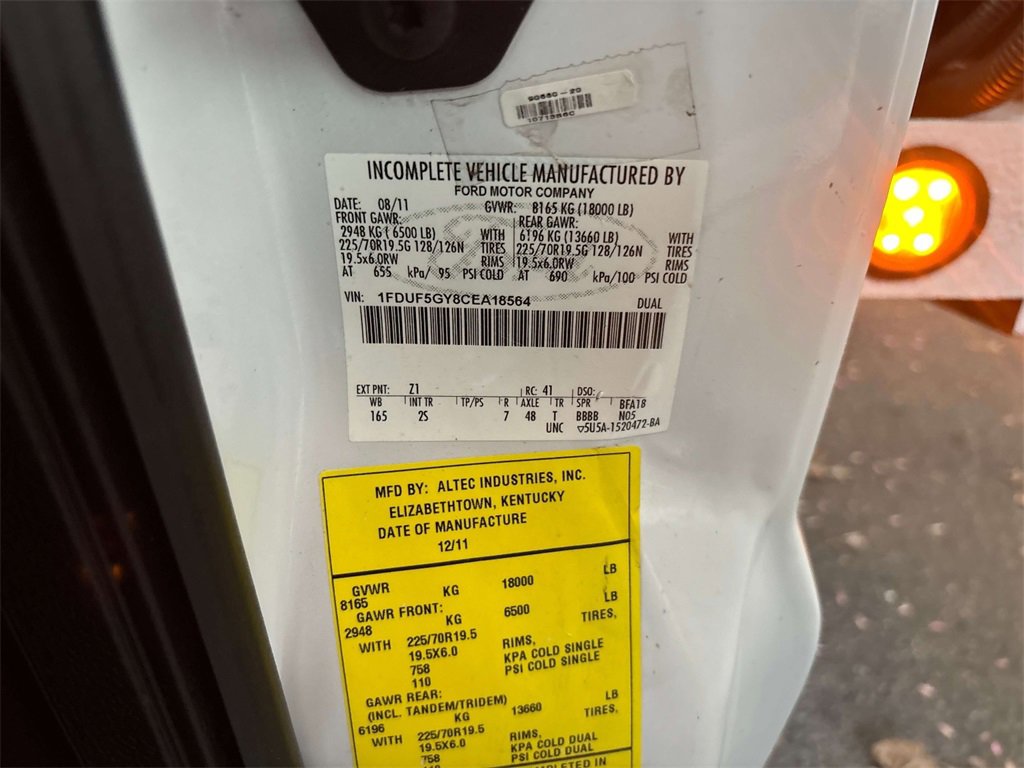 90680-20
INCOMPLETE VEHICLE MANUFACTURED BY
FORD MOTOR COMPANY
DATE: 08/11 GVWR: 8165 KG (18000 LB)
FRONT GAWR: REAR GAWR:
2948 KG ( 6500 LB) WITH 6196 KG (13660 LB) WITH
225/70R19.5G 128/126N TIRES 225/70R19.5G 128/126N TIRES
19.5x6.0RW RIMS 19.5x6.0RW RIMS
AT 655 kPa/ 95 PSI COLD AT 690 kPa/100 PSI COLD
VIN: 1FDUF5GY8CEA18564 DUAL
EXT PNT: Z1 RC: 41 DSO:
WB INT TR TP/PS R AXLE TR SPR BFA18
165 2S 7 48 T BBBB N05
UNC ▽5U5A-1520472-BA
MFD BY: ALTEC INDUSTRIES, INC.
ELIZABETHTOWN, KENTUCKY
DATE OF MANUFACTURE
12/11
GVWR KG 18000 LB
8165
GAWR FRONT: KG 6500 LB
2948
WITH 225/70R19.5 TIRES,
19.5X6.0 RIMS,
758 KPA COLD SINGLE
110 PSI COLD SINGLE
GAWR REAR:
(INCL. TANDEM/TRIDEM) LB
6196 KG 13660
WITH 225/70R19.5 TIRES,
19.5X6.0 RIMS,
758 KPA COLD DUAL
PSI COLD DUAL